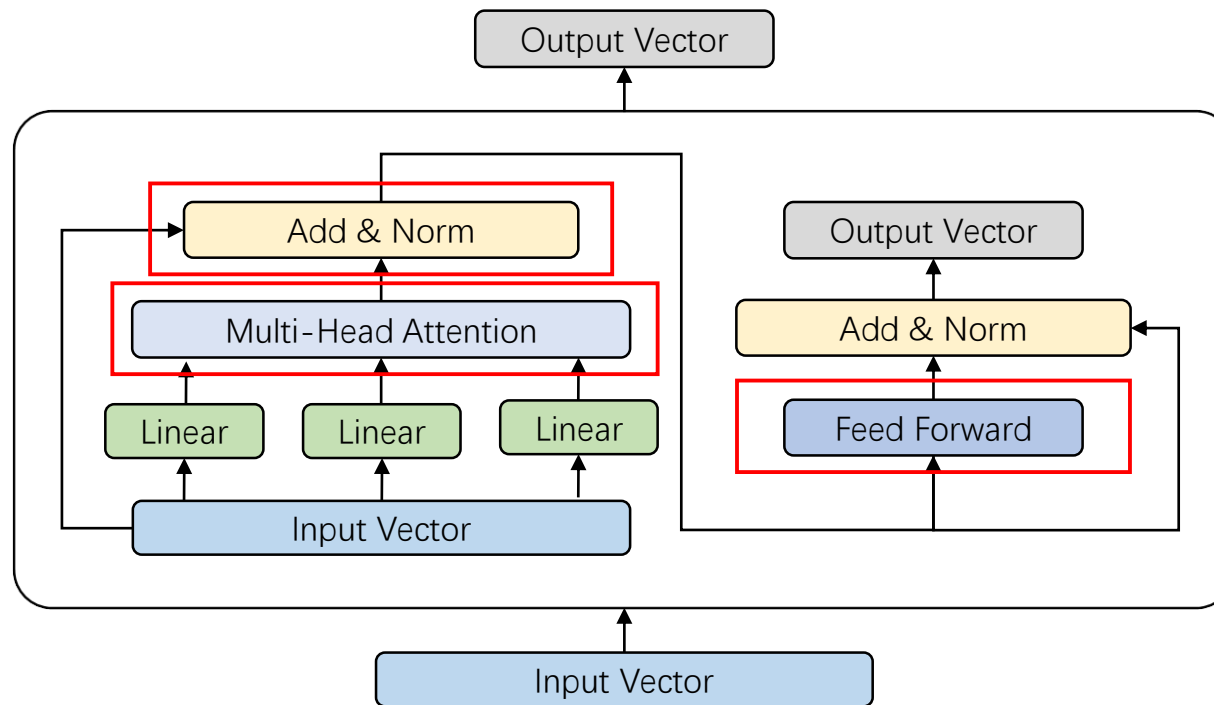 Output Vector
Add & Norm
Multi-Head Attention
Linear
Linear
Linear
Input Vector
Output Vector
Add & Norm
Feed Forward
Input Vector